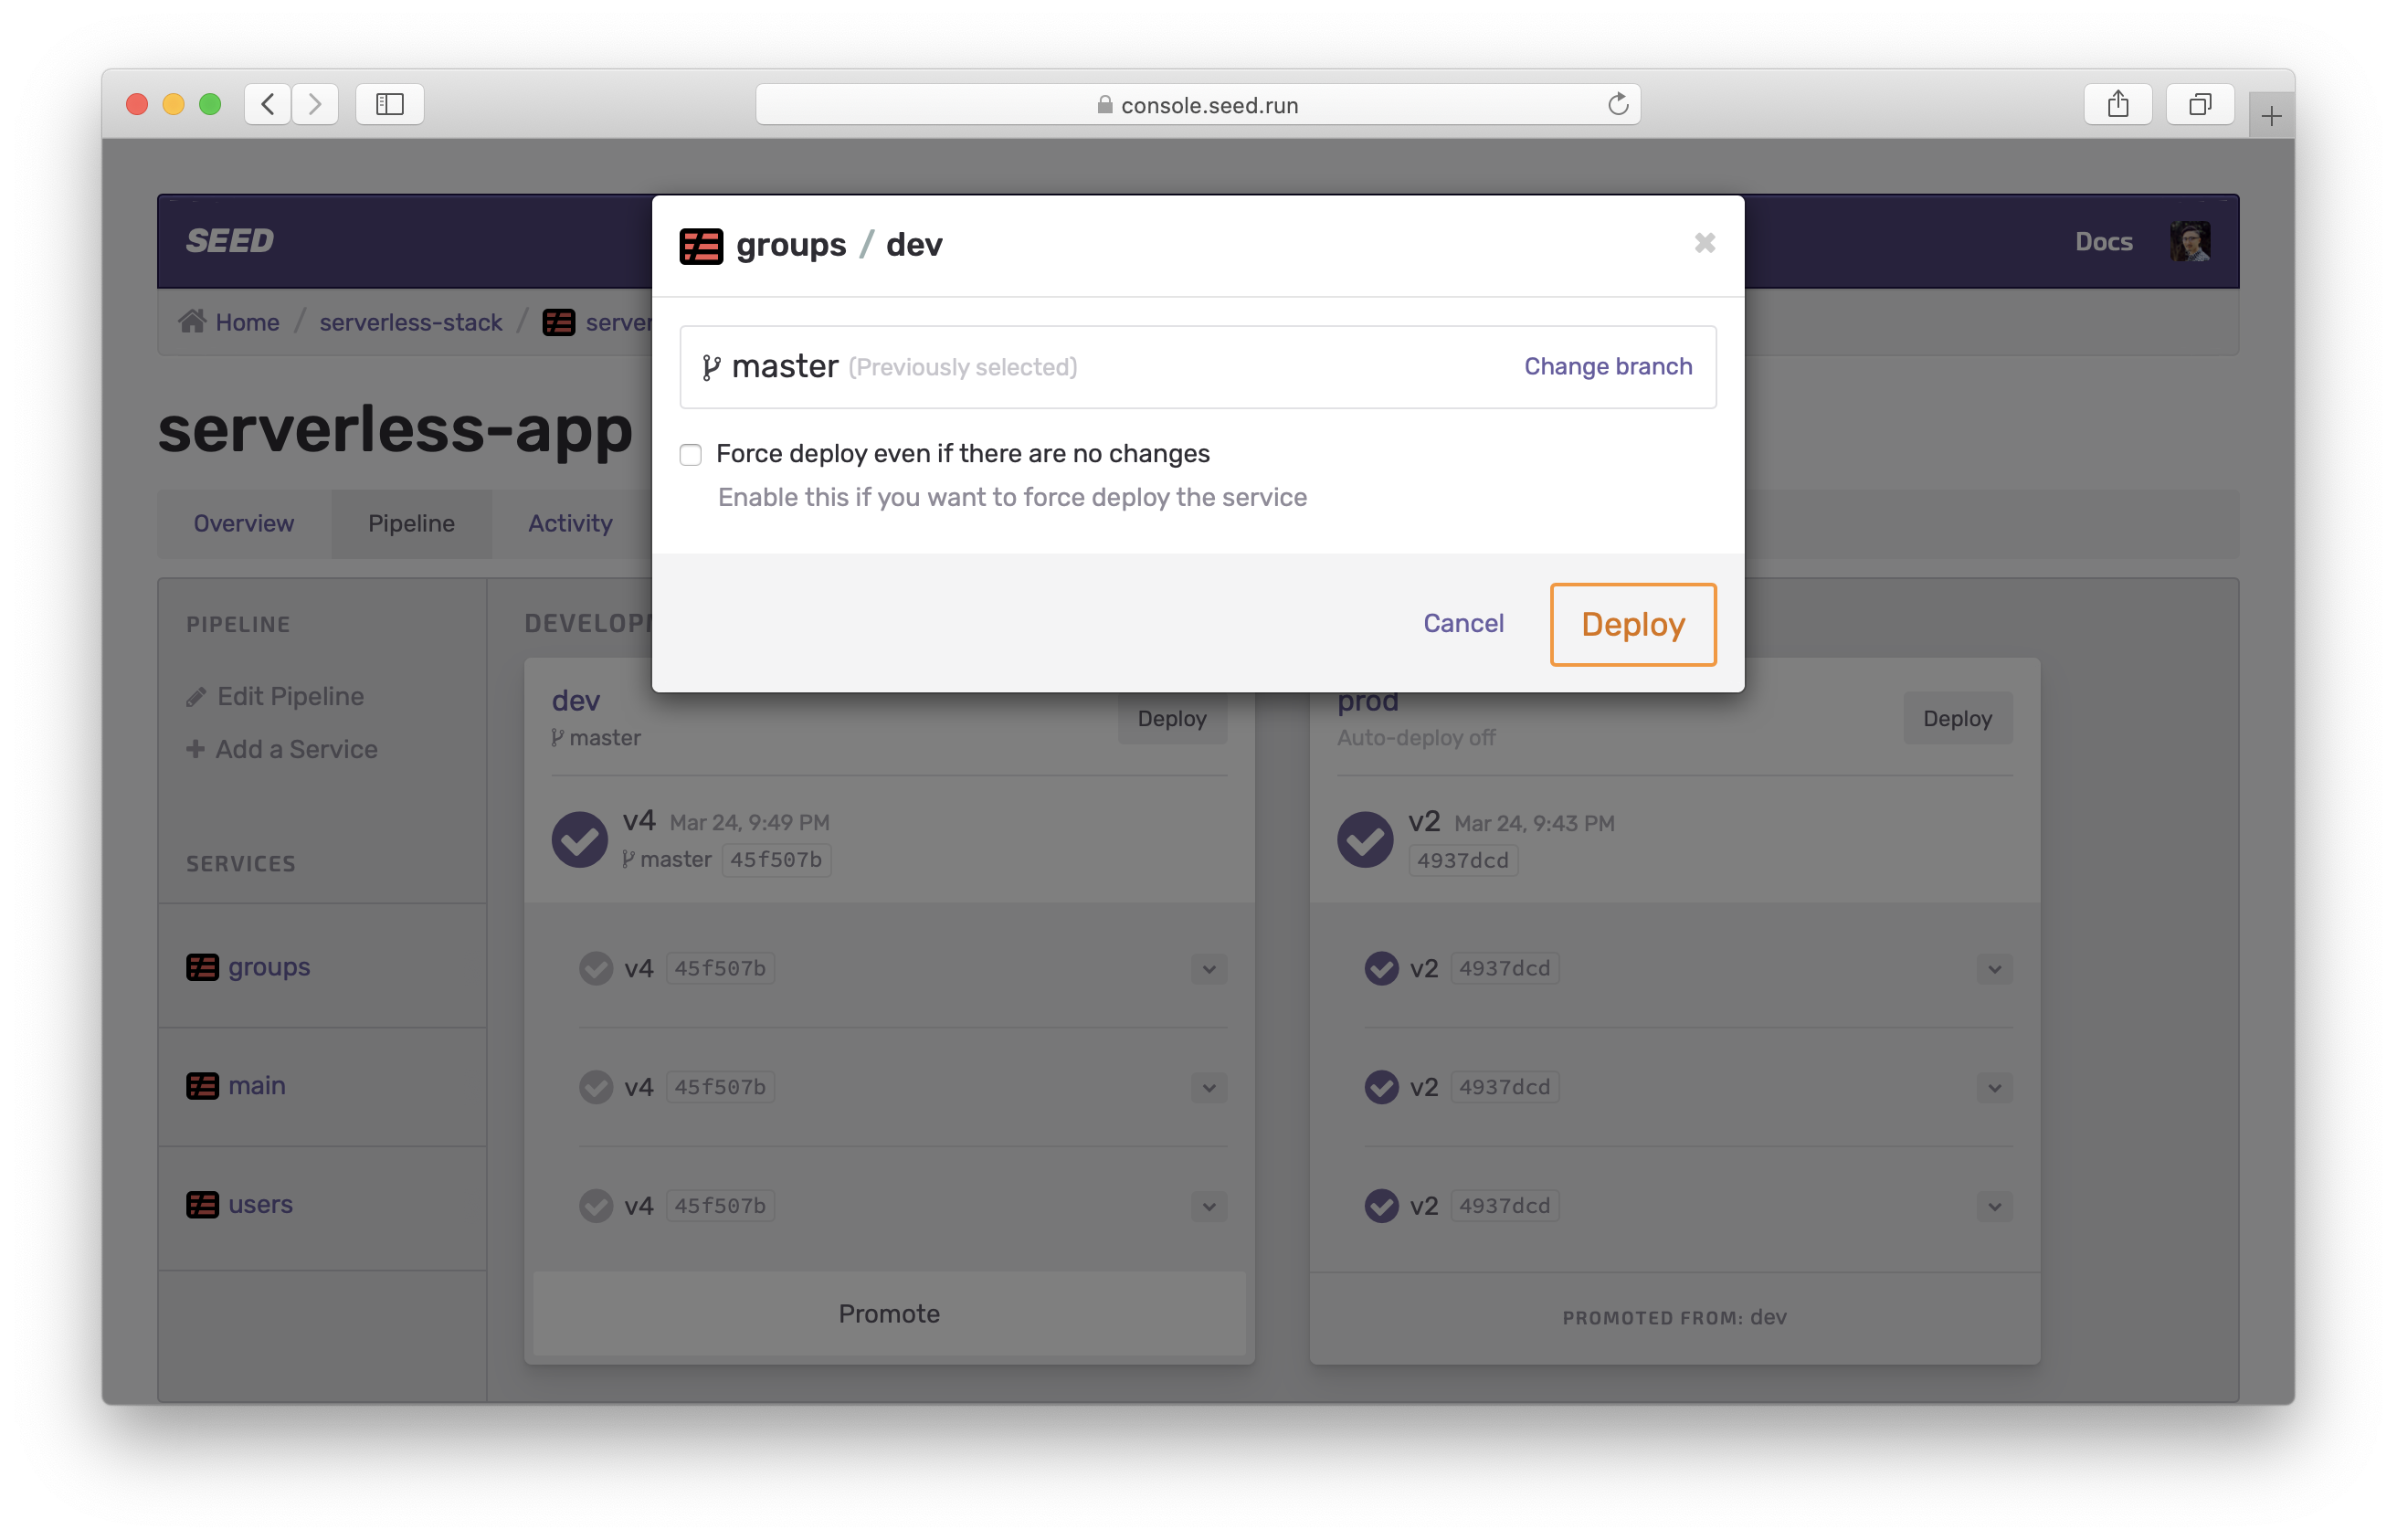 console.seed.run
SEED
Docs
groups / dev
Home / serverless-stack /
master (Previously selected) Change branch
serverless-app
Force deploy even if there are no changes
Enable this if you want to force deploy the service
Overview Pipeline Activity
Cancel Deploy
PIPELINE
Edit Pipeline
Add a Service
SERVICES
groups
main
users
dev
master
Deploy
v4 Mar 24, 9:49 PM
master 45f507b
v4 45f507b
v4 45f507b
v4 45f507b
Promote
prod
Auto-deploy off
Deploy
v2 Mar 24, 9:43 PM
4937dcd
v2 4937dcd
v2 4937dcd
v2 4937dcd
PROMOTED FROM: dev